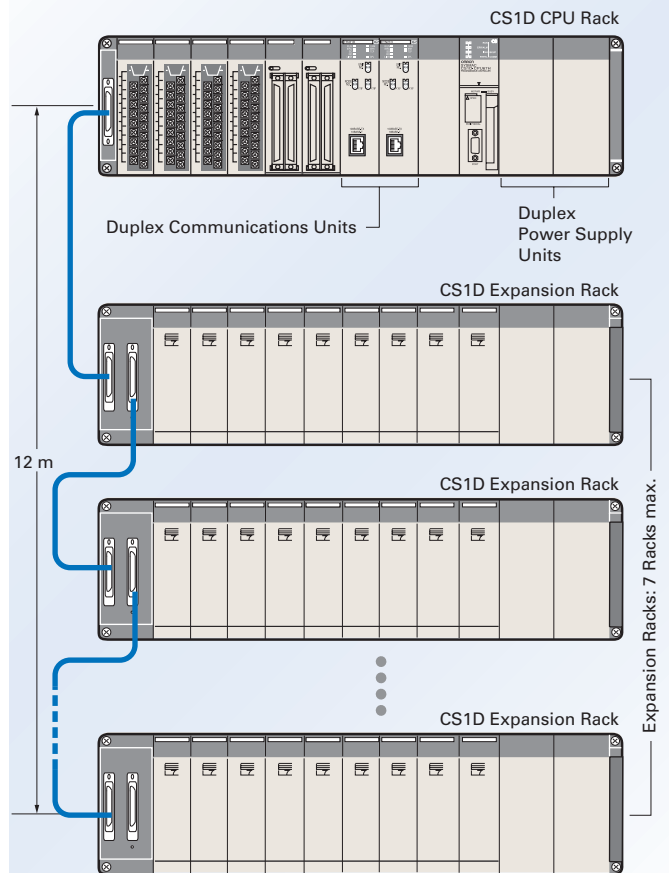 CS1D CPU Rack
Duplex Communications Units
Duplex
Power Supply
Units
CS1D Expansion Rack
12 m
CS1D Expansion Rack
Expansion Racks: 7 Racks max.
CS1D Expansion Rack